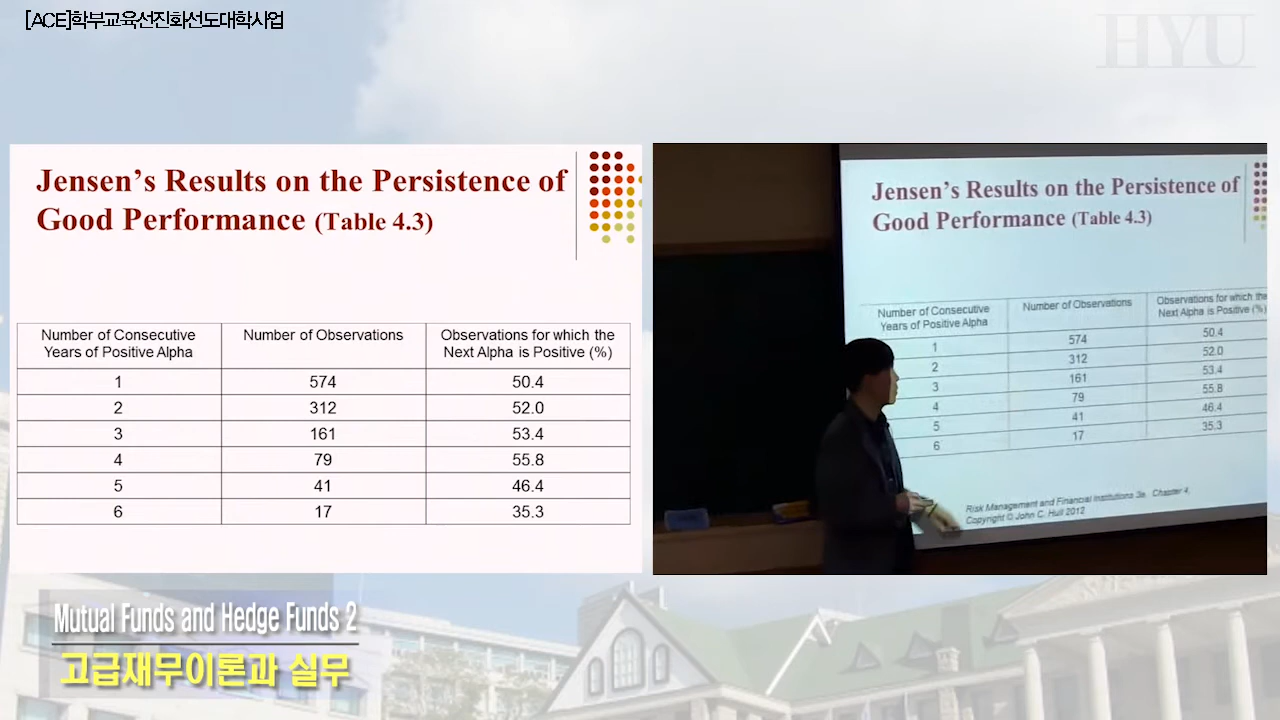 [ACE]학부교육선진화선도대학사업
HYU
Jensen's Results on the Persistence of
Good Performance (Table 4.3)
Number of Consecutive
Years of Positive Alpha
Number of Observations
Observations for which the
Next Alpha is Positive (%)
1 574 50.4
2 312 52.0
3 161 53.4
4 79 55.8
5 41 46.4
6 17 35.3
Jensen's Results on the Persistence of
Good Performance (Table 4.3)
Number of Consecutive
Years of Positive Alpha
Number of Observations
Observations for which the
Next Alpha is Positive (%)
1 574 50.4
2 312 52.0
3 161 53.4
4 79 55.8
5 41 46.4
6 17 35.3
Risk Management and Financial Institutions 3e, Chapter 4,
Copyright © John C. Hull 2012
Mutual Funds and Hedge Funds 2
고급재무이론과 실무